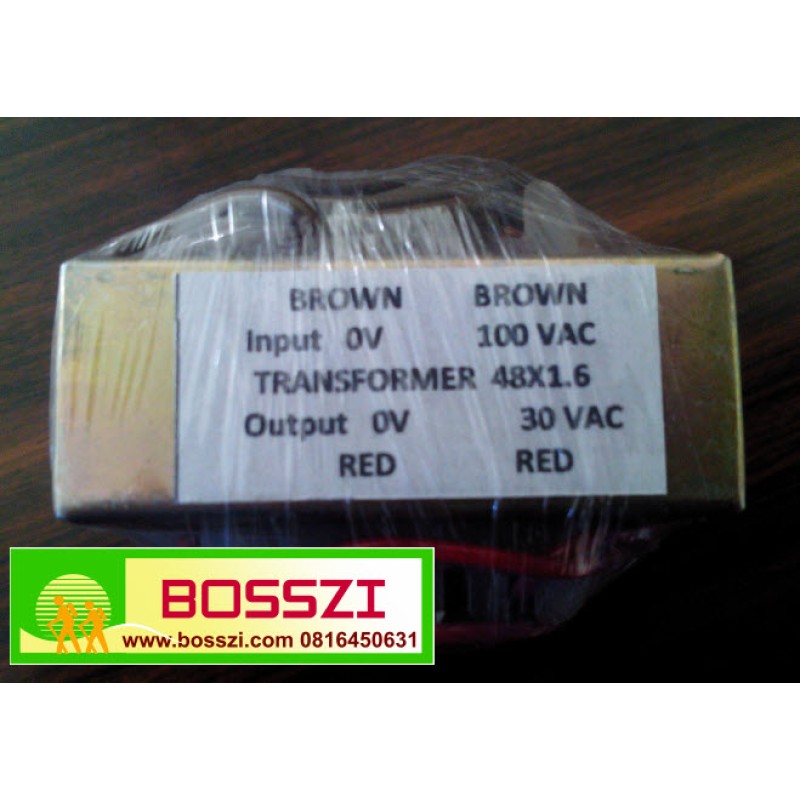 BROWN BROWN
Input 0V 100 VAC
TRANSFORMER 48X1.6
Output 0V 30 VAC
RED RED
BOSSZI
www.bosszi.com 0816450631